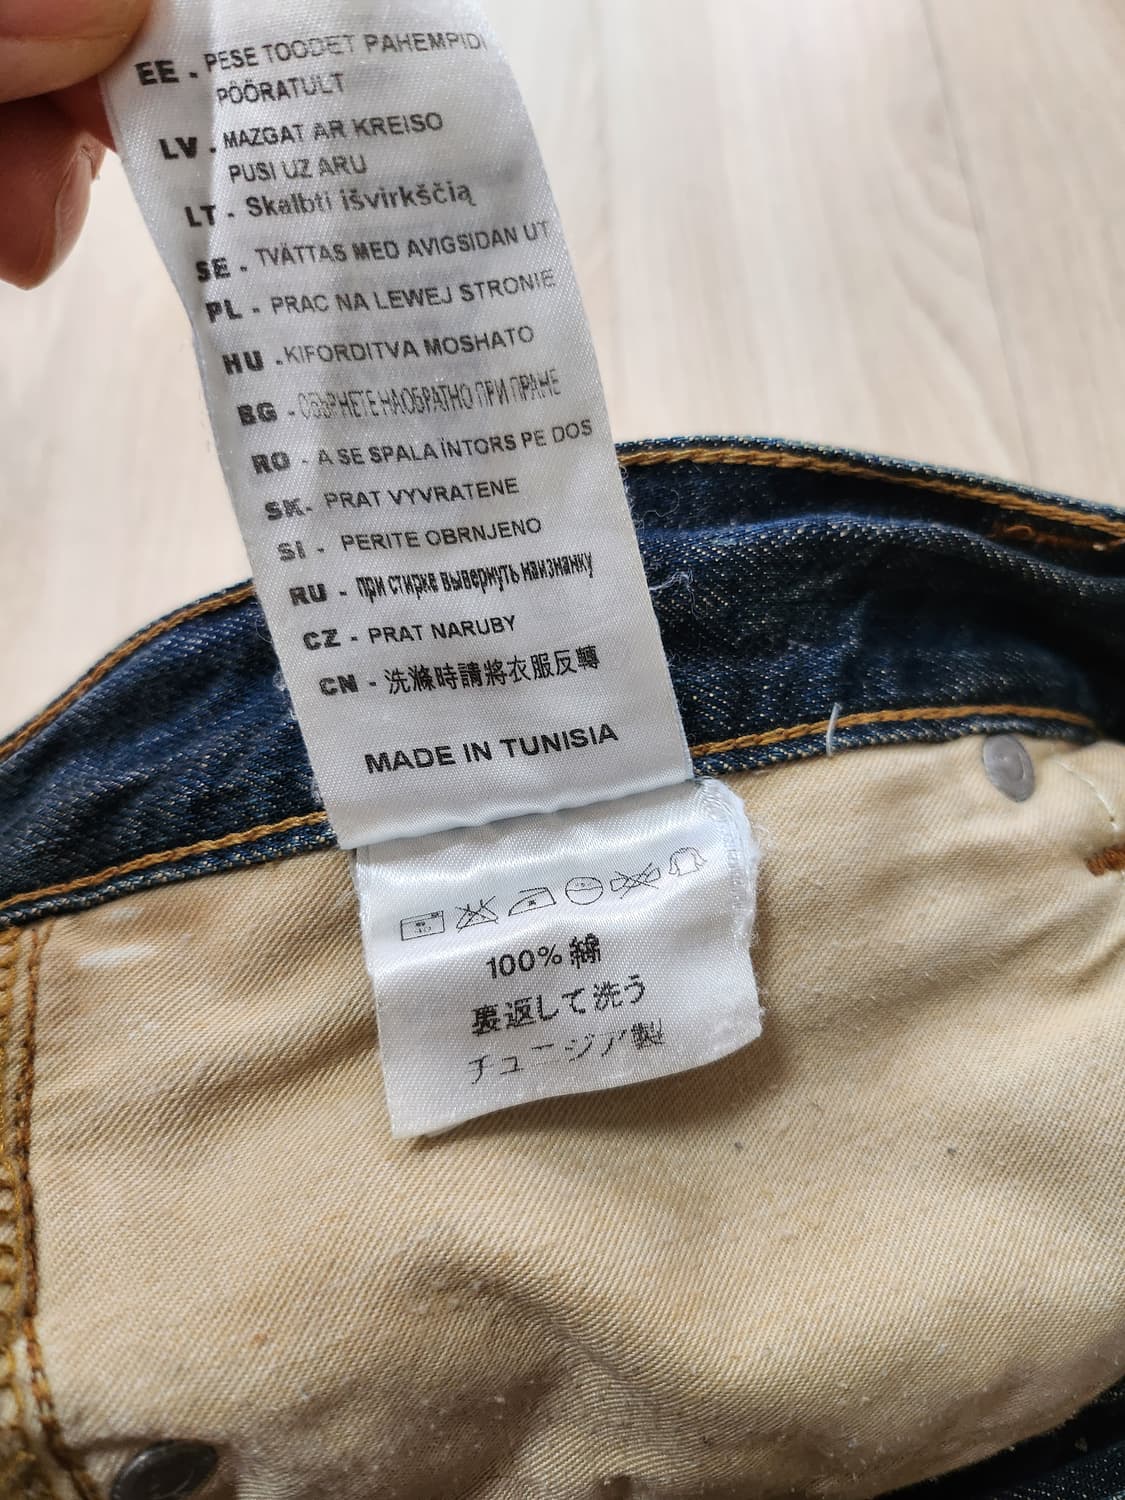 EE - PESE TOODET PAHEMPIDI
PÖÖRATULT
LV - MAZGAT AR KREISO
PUSI UZ ARU
LT - Skalbti išvirkščią
SE - TVÄTTAS MED AVIGSIDAN UT
PL - PRAC NA LEWEJ STRONIE
HU - KIFORDITVA MOSHATO
BG - ОБЪРНЕТЕ НАОБРАТНО ПРИ ПРАНЕ
RO - A SE SPALA ÎNTORS PE DOS
SK- PRAT VYVRATENE
SI - PERITE OBRNJENO
RU - при стирке вывернуть наизнанку
CZ - PRAT NARUBY
CN - 洗滌時請將衣服反轉
MADE IN TUNISIA
40
100% 綿
裏返して洗う
チュニジア製